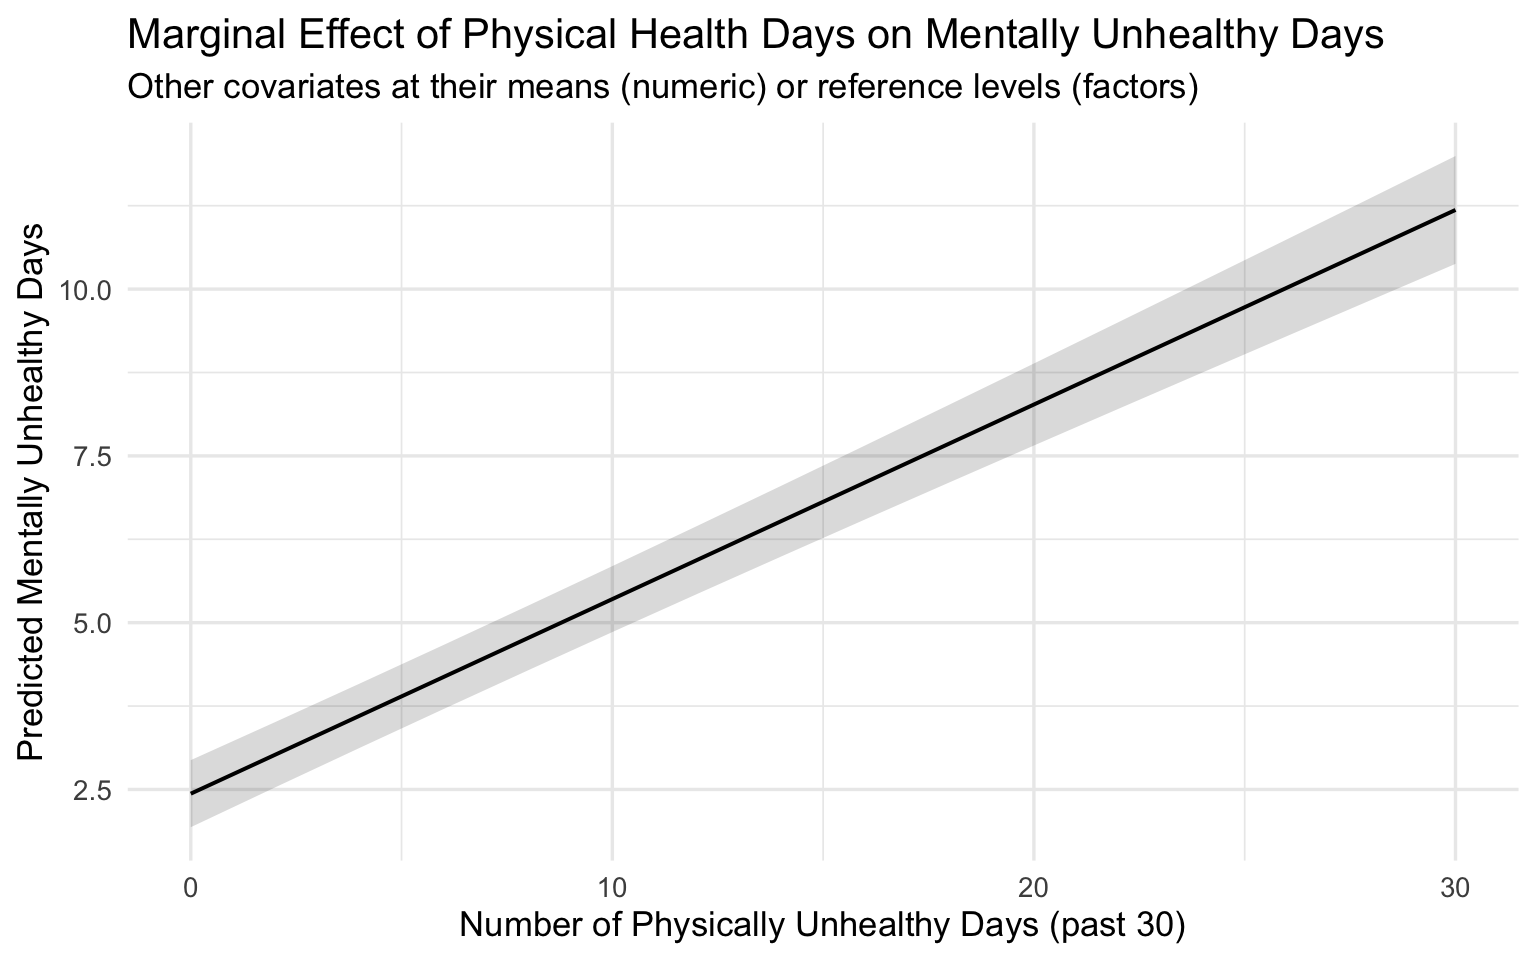 Marginal Effect of Physical Health Days on Mentally Unhealthy Days
Other covariates at their means (numeric) or reference levels (factors)
Predicted Mentally Unhealthy Days
10.0
7.5
5.0
2.5
0
10
20
30
Number of Physically Unhealthy Days (past 30)